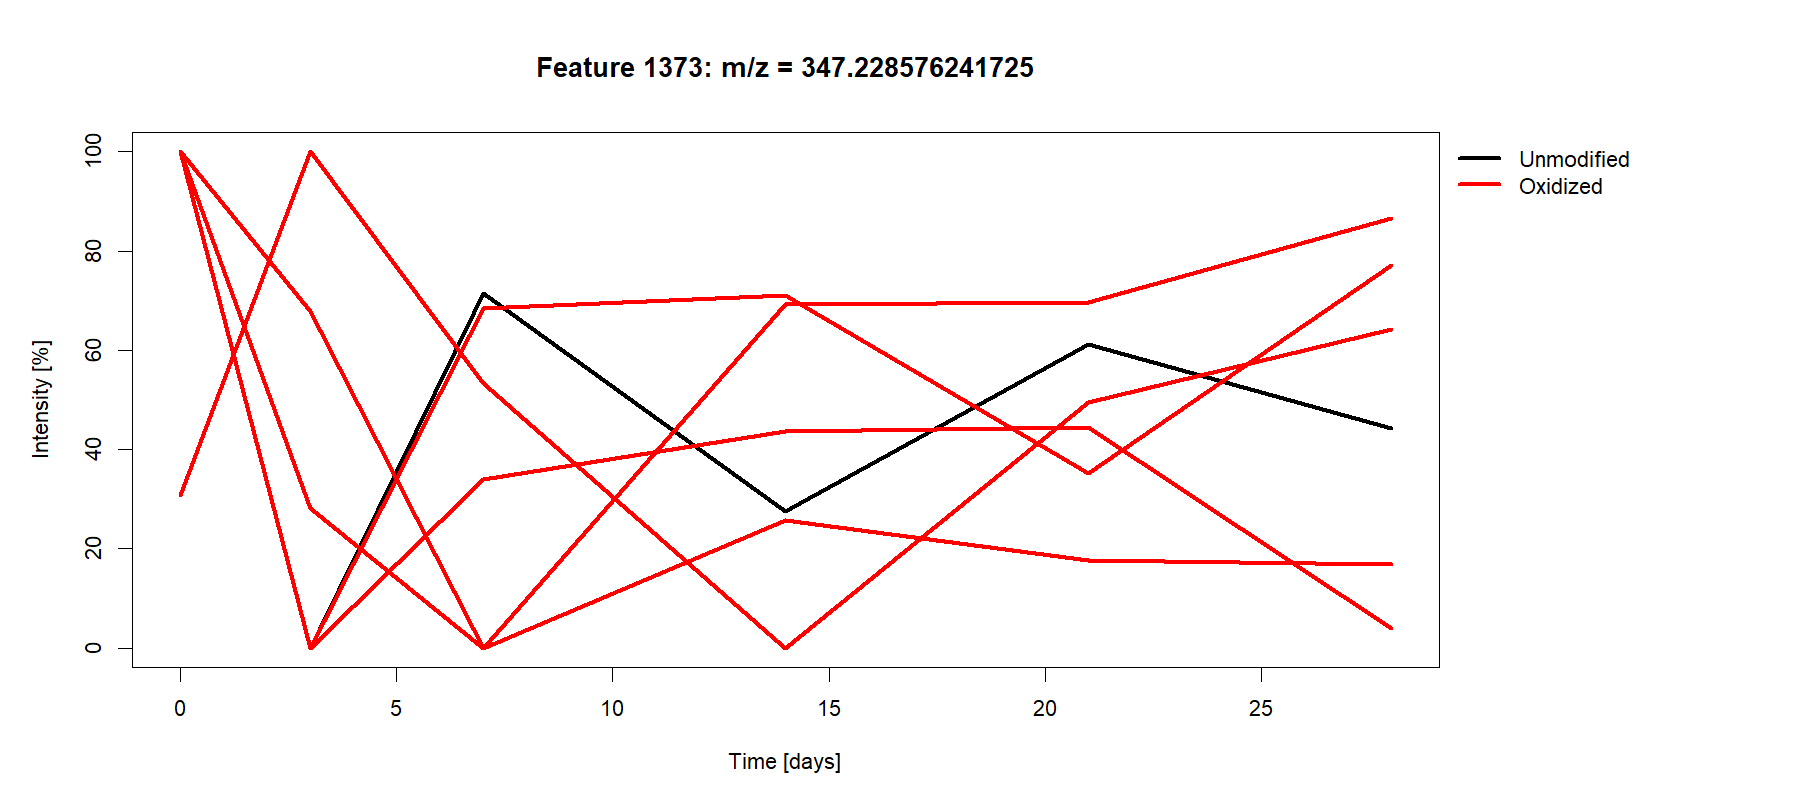 Feature 1373: m/z = 347.228576241725
Unmodified
Oxidized
Intensity [%]
100
80
60
40
20
0
0 5 10 15 20 25
Time [days]